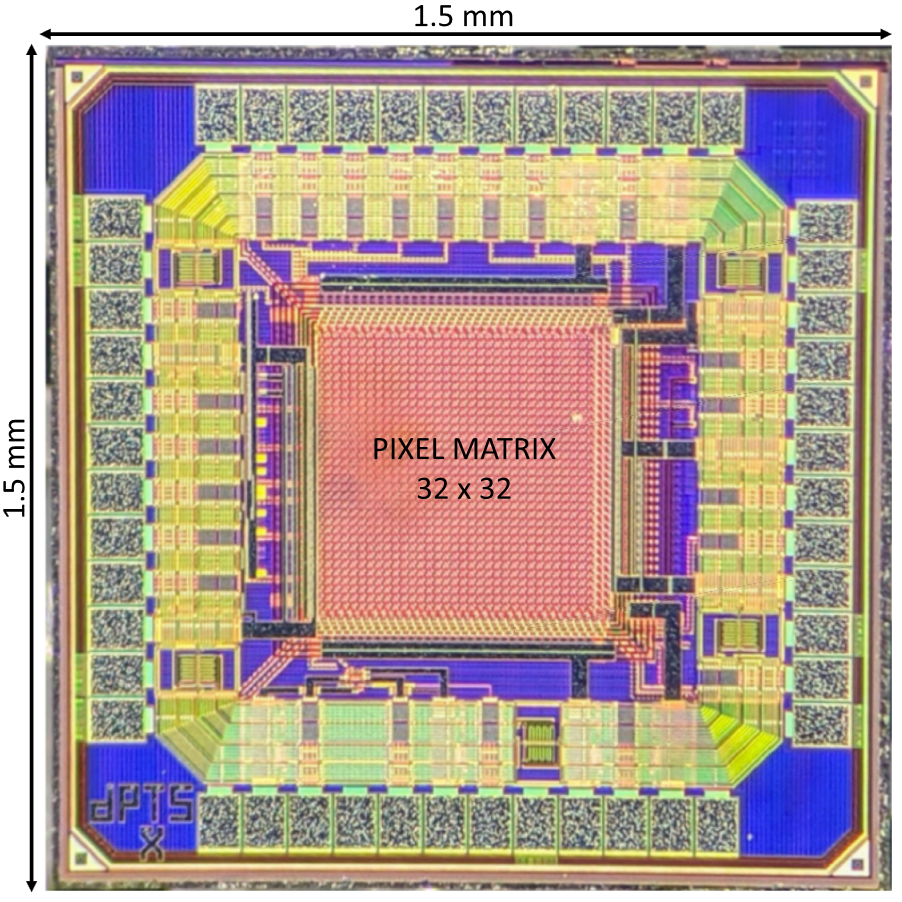 1.5 mm
1.5 mm
PIXEL MATRIX
32 x 32
dPTS
X